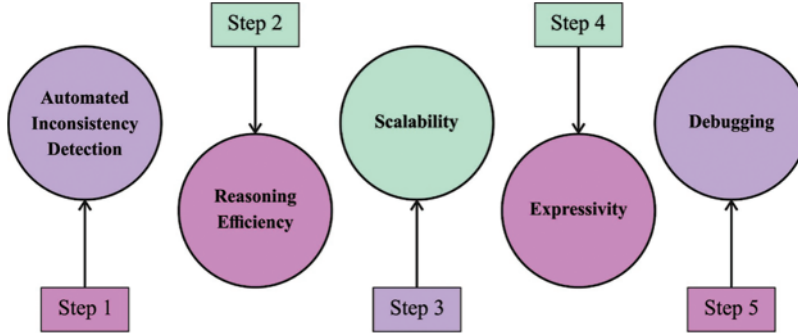 Step 1
Automated
Inconsistency
Detection
Step 2
Reasoning
Efficiency
Step 3
Scalability
Step 4
Expressivity
Step 5
Debugging